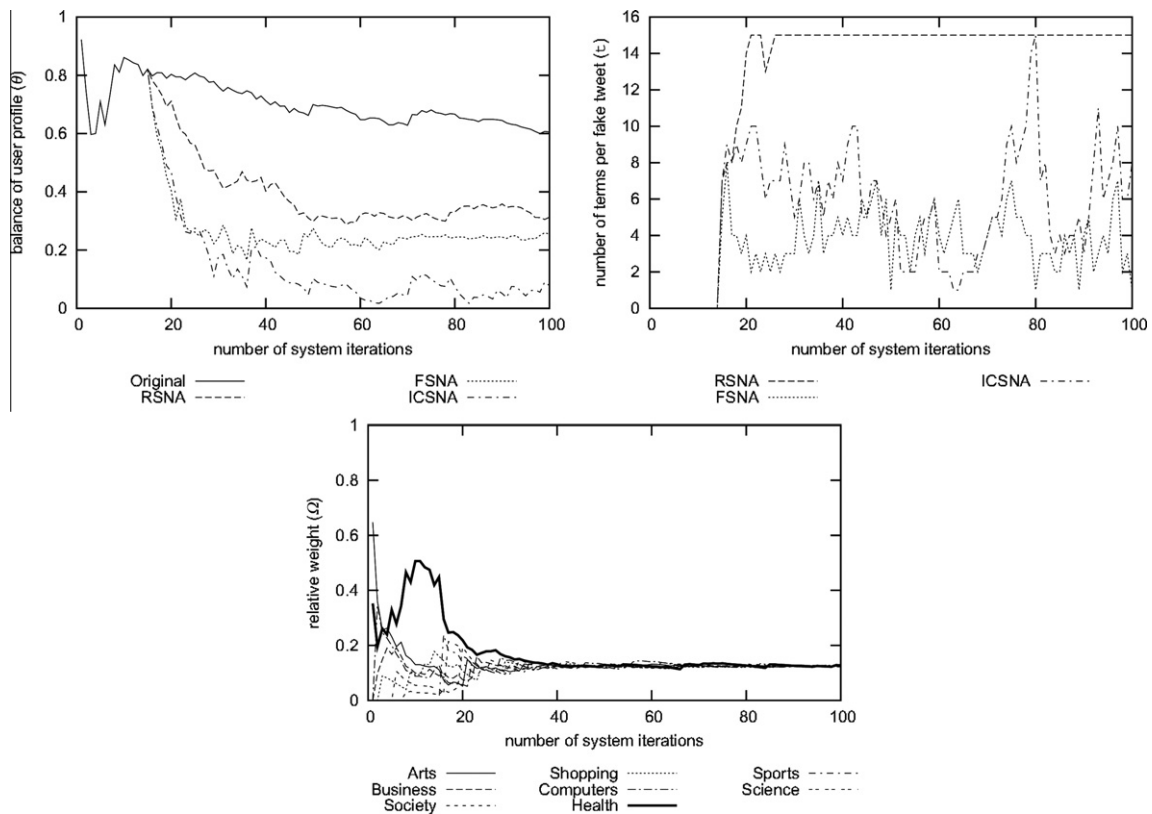 balance of user profile (θ)
1
0.8
0.6
0.4
0.2
0
0 20 40 60 80 100
number of system iterations
Original
RSNA
FSNA
ICSNA
number of terms per fake tweet (t)
16
14
12
10
8
6
4
2
0
0 20 40 60 80 100
number of system iterations
RSNA
FSNA
ICSNA
relative weight (Ω)
1
0.8
0.6
0.4
0.2
0
0 20 40 60 80 100
number of system iterations
Arts
Business
Society
Shopping
Computers
Health
Sports
Science